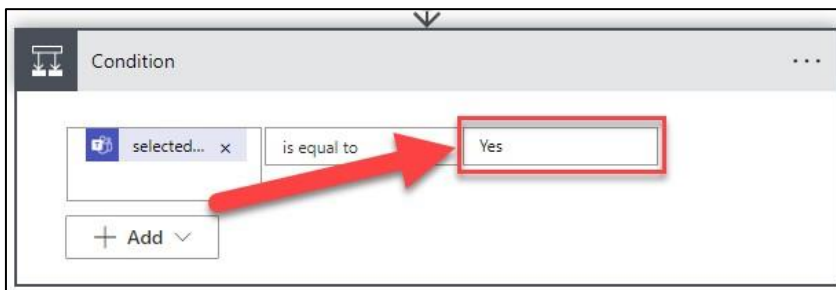 Condition
selected... x is equal to Yes
+ Add